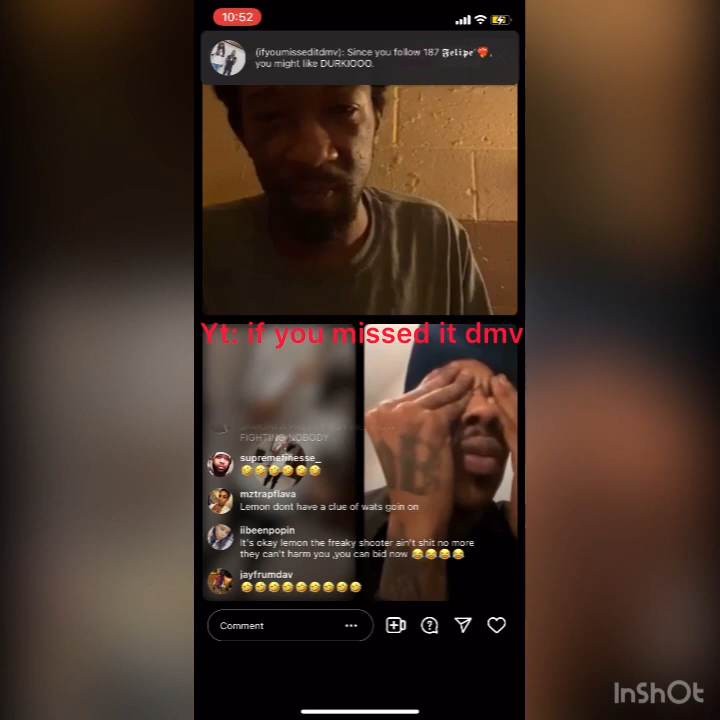 10:52
(ifyoumisseditdmv): Since you follow 187 𝕱𝖊𝖑𝖎𝖕𝖊❤️‍🔥,
you might like DURKIOOO.
Yt: if you missed it dmv
FIGHTING NOBODY
supremefinesse_
🤣🤣🤣🤣🤣🤣
mztrapflava
Lemon dont have a clue of wats goin on
iibeenpopin
It's okay lemon the freaky shooter ain't shit no more
they can't harm you ,you can bid now 😂😂😂😂
jayfrumdav
🤣🤣🤣🤣🤣🤣🤣🤣🤣
Comment
InShOt